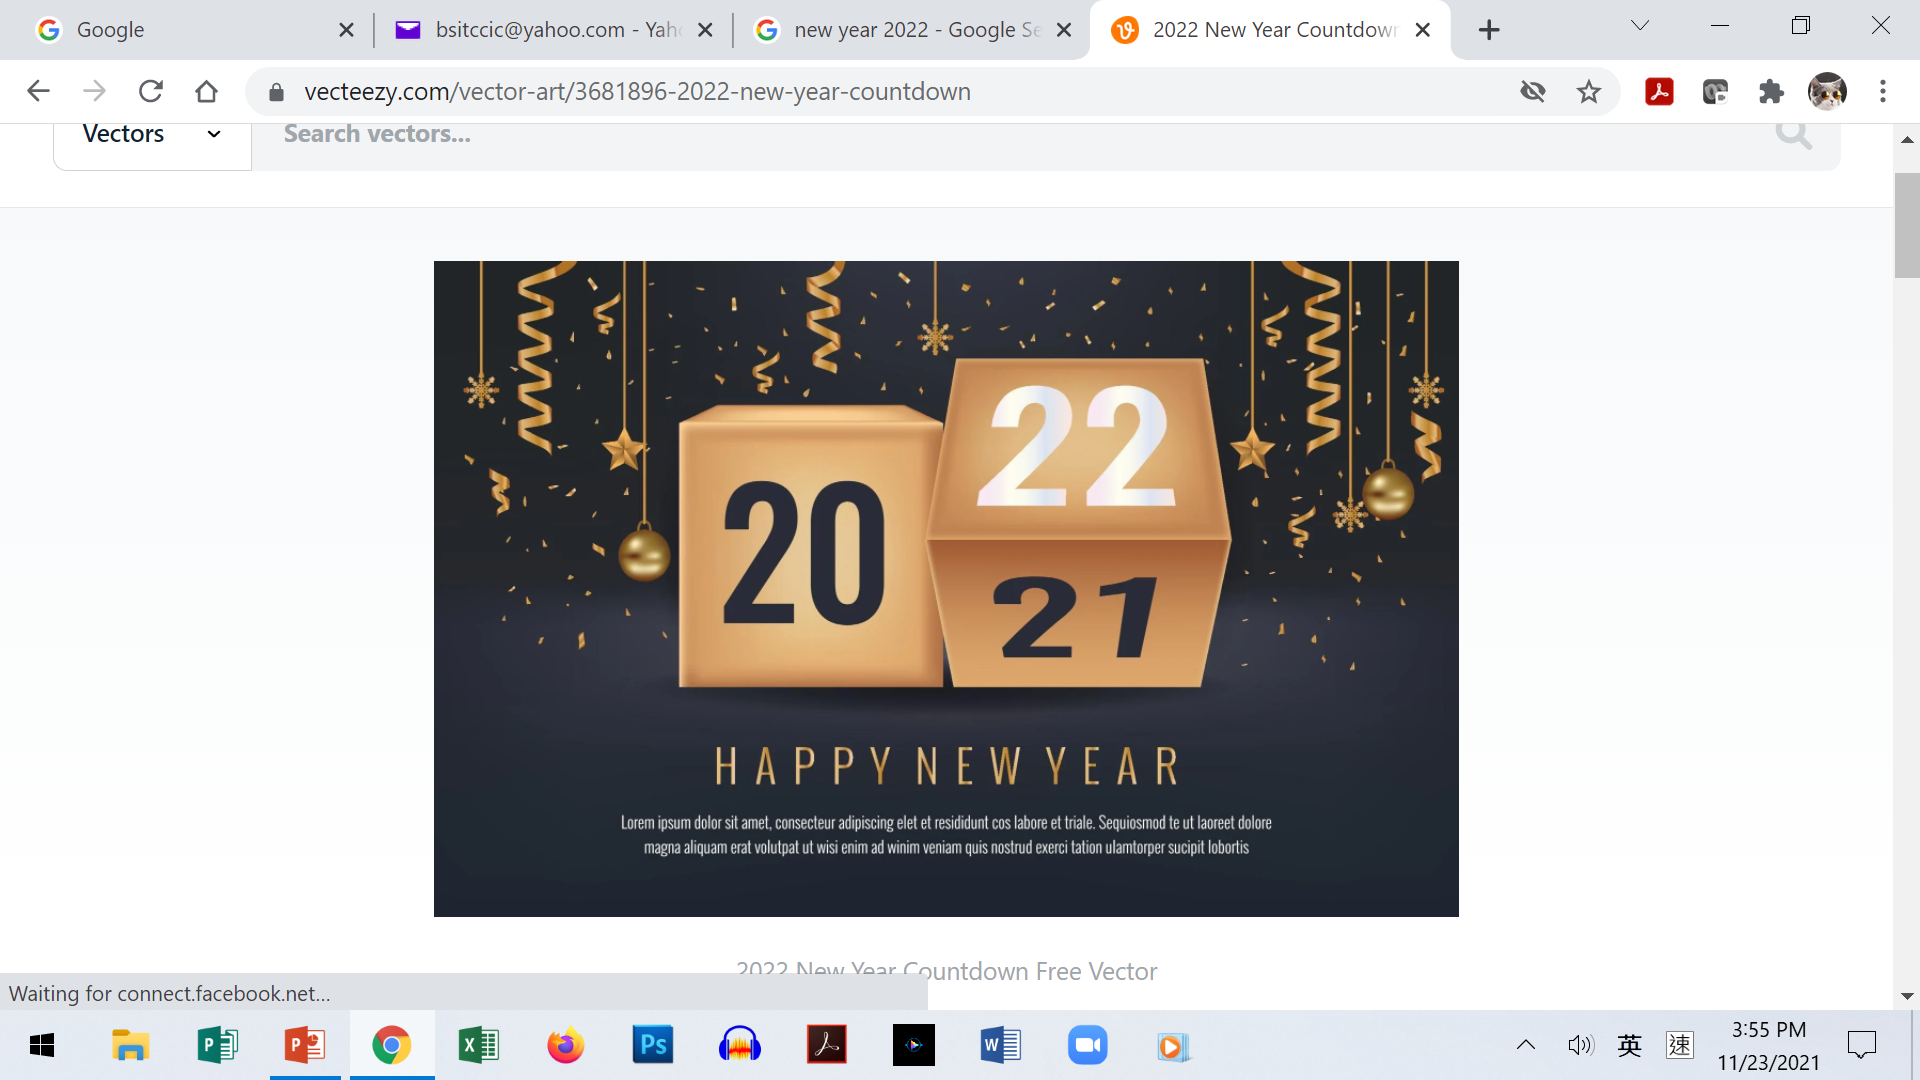 Google
bsitccic@yahoo.com - Yah
new year 2022 - Google Se
2022 New Year Countdown
vecteezy.com/vector-art/3681896-2022-new-year-countdown
Vectors
Search vectors...
22
20
21
HAPPY NEW YEAR
Lorem ipsum dolor sit amet, consecteur adipiscing elet et resididunt cos labore et triale. Sequiosmod te ut laoreet dolore
magna aliquam erat volutpat ut wisi enim ad winim veniam quis nostrud exerci tation ulamtorper sucipit lobortis
2022 New Year Countdown Free Vector
Waiting for connect.facebook.net...
P
P
X
Ps
W
英
速
3:55 PM
11/23/2021